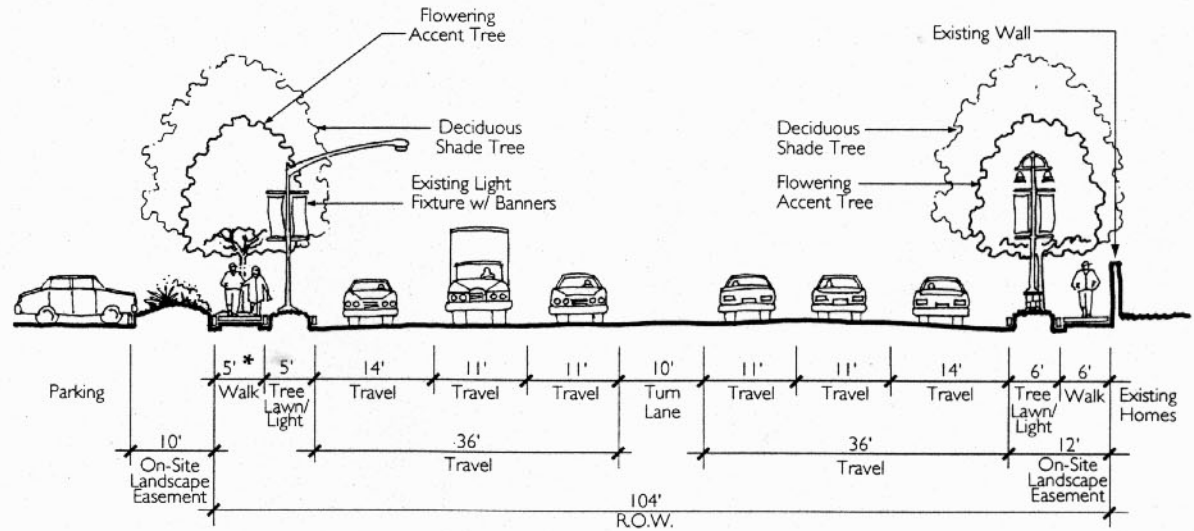 Flowering
Accent Tree
Existing Wall
Deciduous
Shade Tree
Deciduous
Shade Tree
Existing Light
Fixture w/ Banners
Flowering
Accent Tree
5' * 5' 14' 11' 11' 10' 11' 11' 14' 6' 6'
Parking Walk Tree Lawn/ Light Travel Travel Travel Turn Lane Travel Travel Travel Tree Lawn/ Light Walk Existing Homes
10' 36' 36' 12'
On-Site Landscape Easement Travel Travel On-Site Landscape Easement
104'
R.O.W.